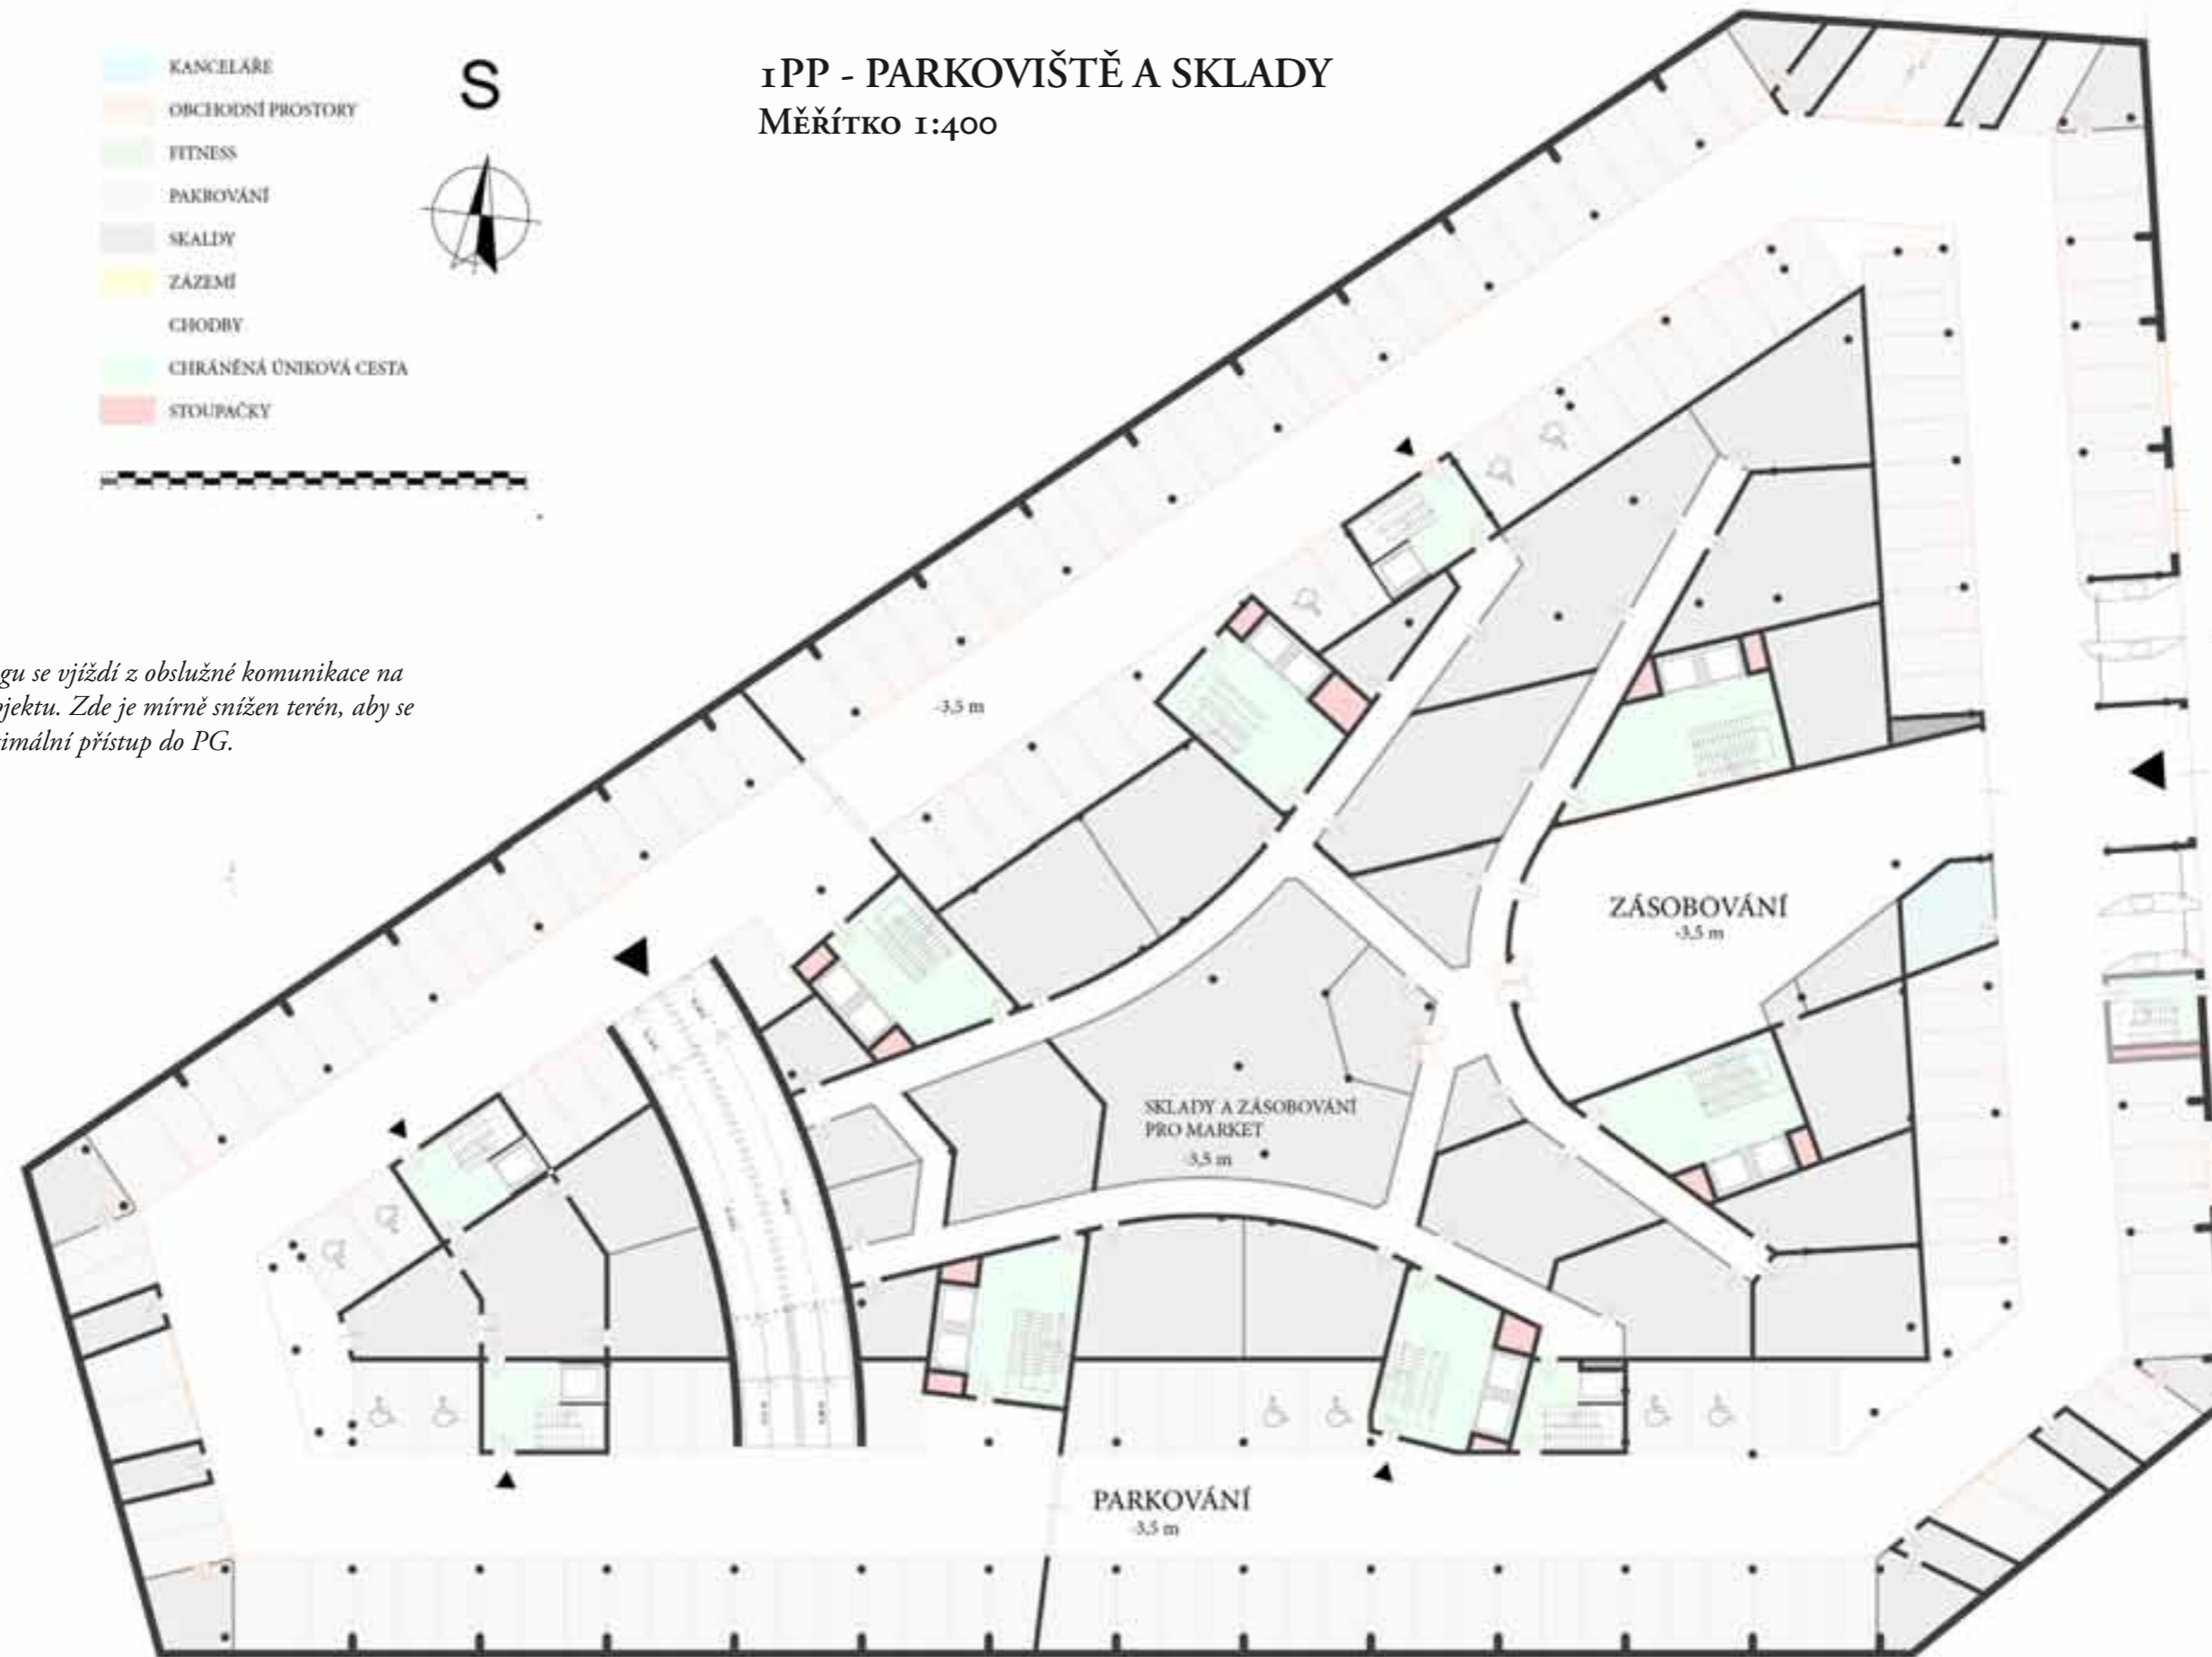 KANCELÁŘE
OBCHODNÍ PROSTORY
FITNESS
PAKROVÁNÍ
SKALDY
ZÁZEMÍ
CHODBY
CHRÁNĚNÁ ÚNIKOVÁ CESTA
STOUPAČKY
S
1PP - PARKOVIŠTĚ A SKLADY
Měřítko 1:400
gu se vjíždí z obslužné komunikace na
jektu. Zde je mírně snížen terén, aby se
imální přístup do PG.
-3,5 m
ZÁSOBOVÁNÍ
-3,5 m
SKLADY A ZÁSOBOVÁNÍ
PRO MARKET
-3,5 m
PARKOVÁNÍ
-3,5 m